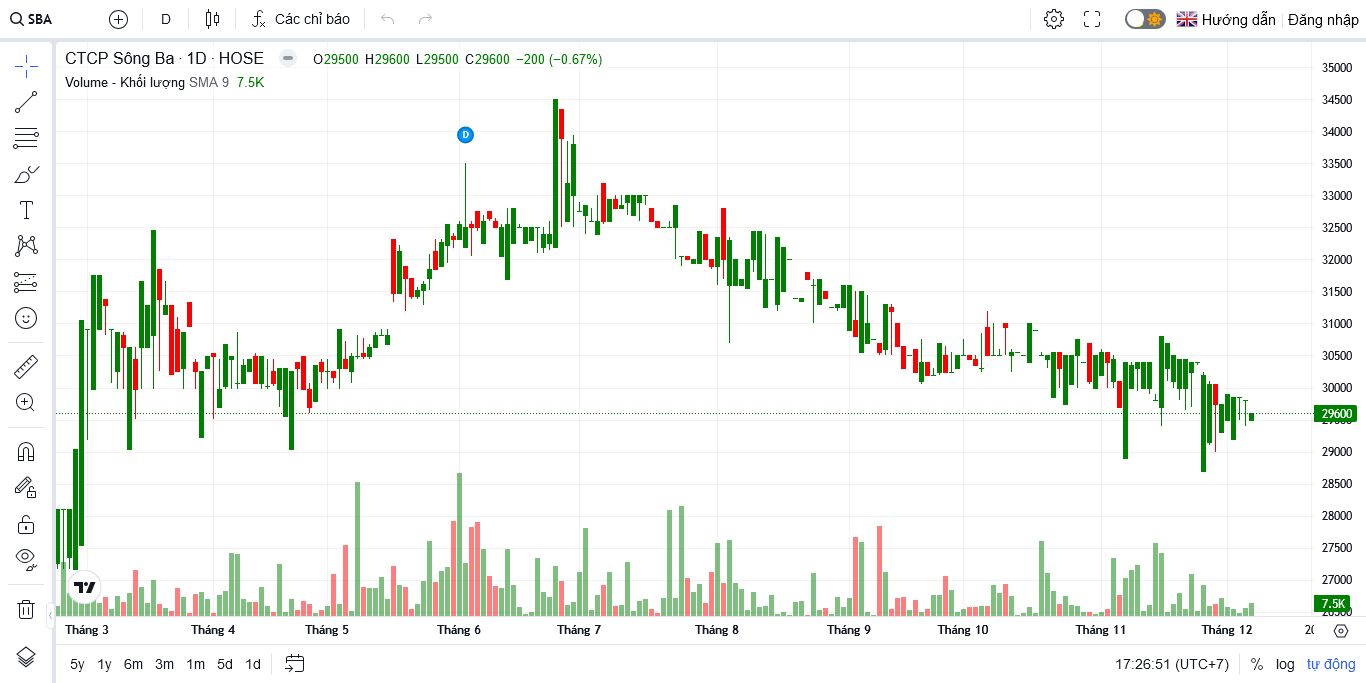 SBA D Các chỉ báo Hướng dẫn Đăng nhập
CTCP Sông Ba · 1D · HOSE O29500 H29600 L29500 C29600 −200 (−0.67%)
Volume - Khối lượng SMA 9 7.5K
D
35000
34500
34000
33500
33000
32500
32000
31500
31000
30500
30000
29600
29500
29000
28500
28000
27500
27000
7.5K
26500
Tháng 3 Tháng 4 Tháng 5 Tháng 6 Tháng 7 Tháng 8 Tháng 9 Tháng 10 Tháng 11 Tháng 12
5y 1y 6m 3m 1m 5d 1d 17:26:51 (UTC+7) % log tự động